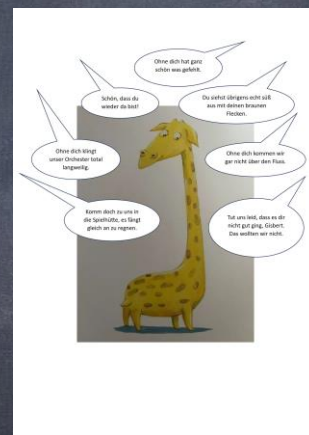 Ohne dich hat ganz
schön was gefehlt.
Schön, dass du
wieder da bist!
Du siehst übrigens echt süß
aus mit deinen braunen
Flecken.
Ohne dich klingt
unser Orchester total
langweilig.
Ohne dich kommen wir
gar nicht über den Fluss.
Komm doch zu uns in
die Spielhütte, es fängt
gleich an zu regnen.
Tut uns leid, dass es dir
nicht gut ging, Gisbert.
Das wollten wir nicht.